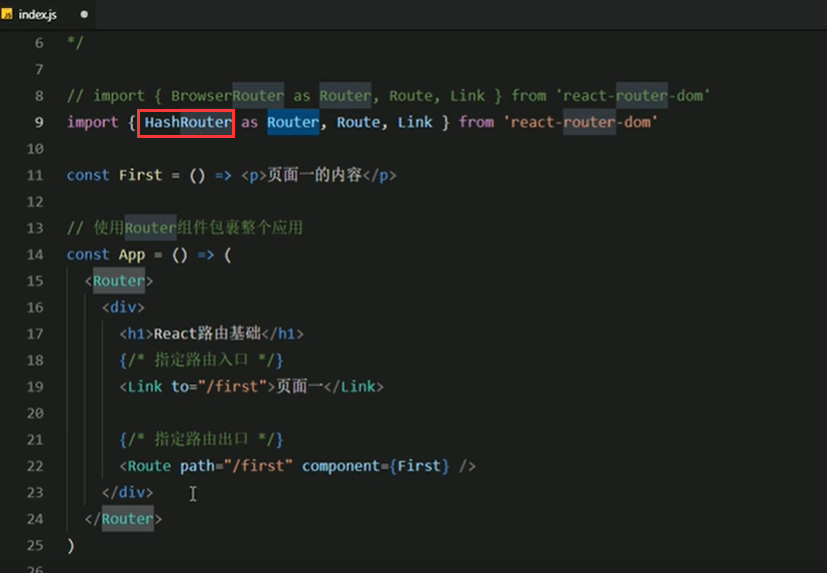 index.js
6 */
7
8 // import { BrowserRouter as Router, Route, Link } from 'react-router-dom'
9 import { HashRouter as Router, Route, Link } from 'react-router-dom'
10
11 const First = () => <p>页面一的内容</p>
12
13 // 使用Router组件包裹整个应用
14 const App = () => (
15 <Router>
16 <div>
17 <h1>React路由基础</h1>
18 {/* 指定路由入口 */}
19 <Link to="/first">页面一</Link>
20
21 {/* 指定路由出口 */}
22 <Route path="/first" component={First} />
23 </div>
24 </Router>
25 )
26